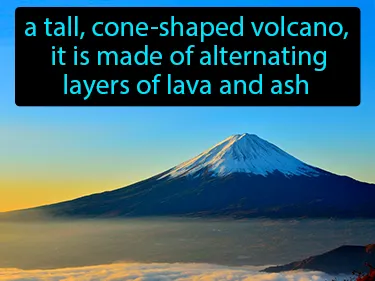 a tall, cone-shaped volcano,
it is made of alternating
layers of lava and ash